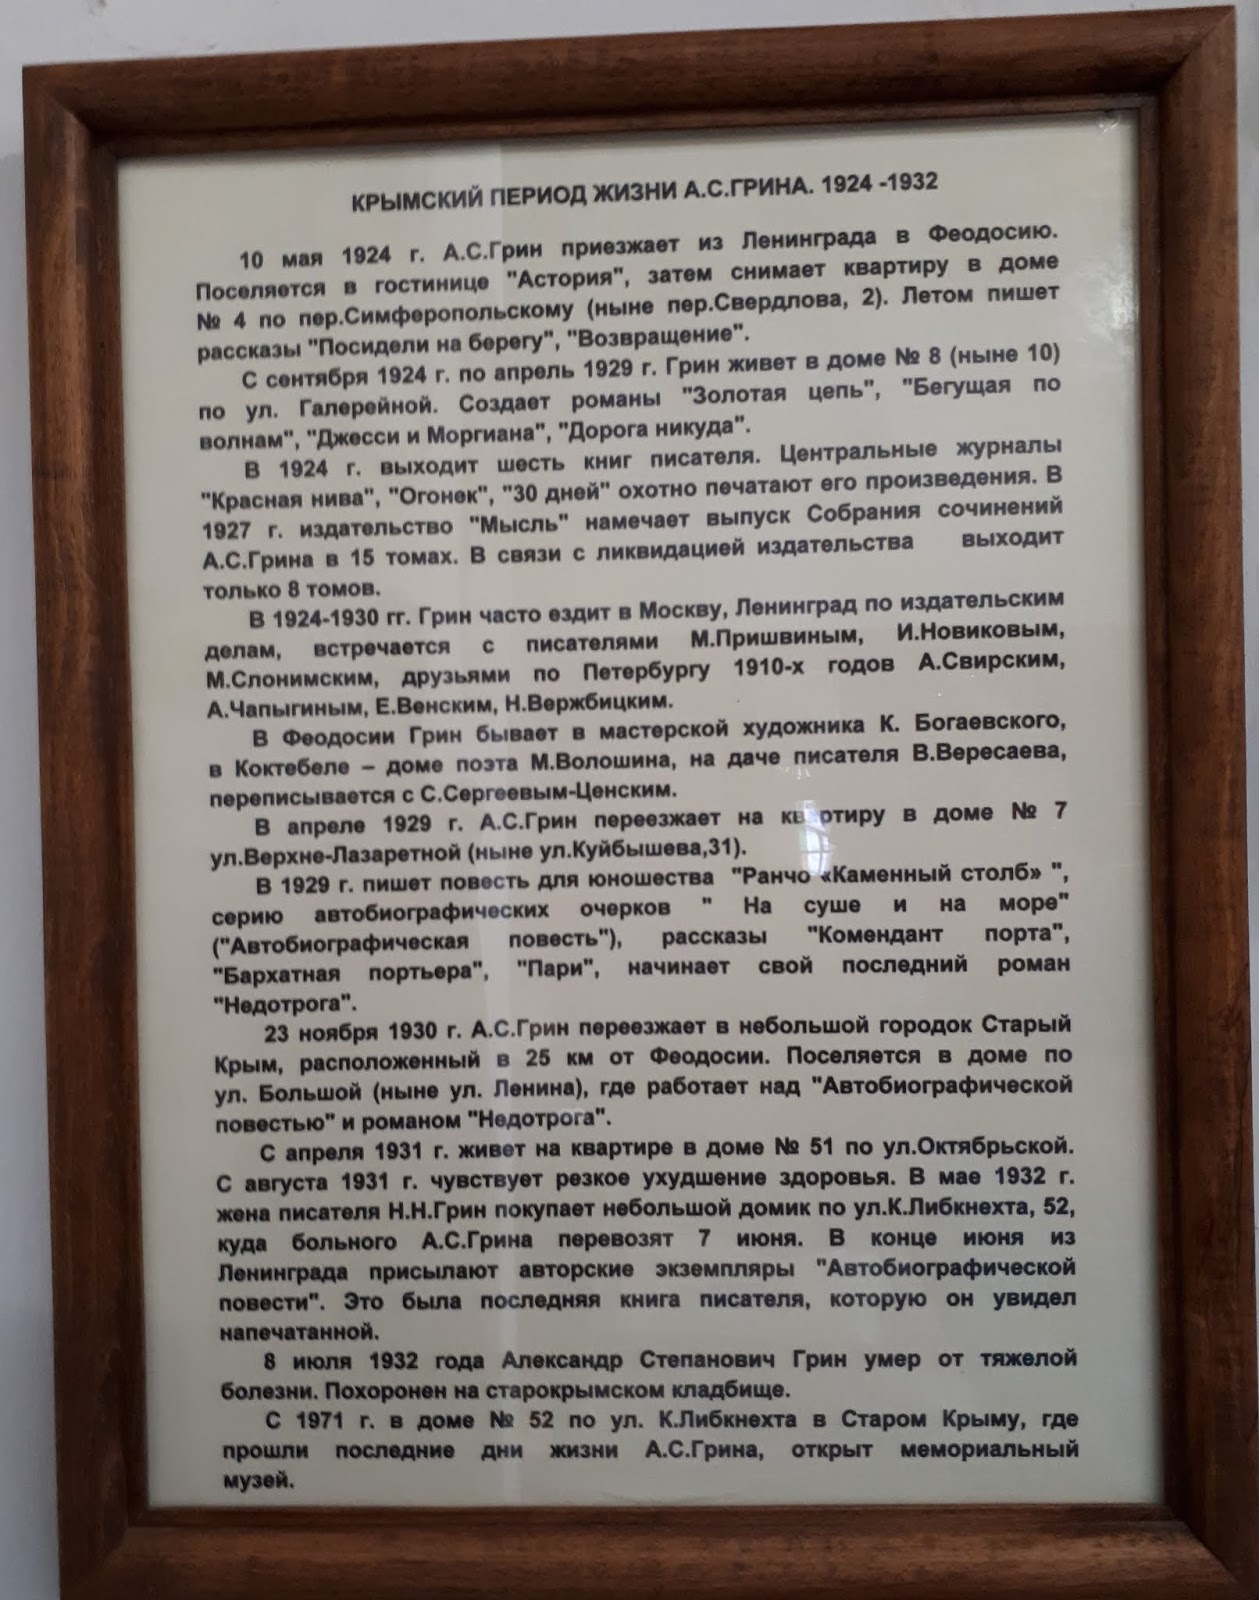 КРЫМСКИЙ ПЕРИОД ЖИЗНИ А.С.ГРИНА. 1924 -1932
10 мая 1924 г. А.С.Грин приезжает из Ленинграда в Феодосию.
Поселяется в гостинице "Астория", затем снимает квартиру в доме
№ 4 по пер.Симферопольскому (ныне пер.Свердлова, 2). Летом пишет
рассказы "Посидели на берегу", "Возвращение".
С сентября 1924 г. по апрель 1929 г. Грин живет в доме № 8 (ныне 10)
по ул. Галерейной. Создает романы "Золотая цепь", "Бегущая по
волнам", "Джесси и Моргиана", "Дорога никуда".
В 1924 г. выходит шесть книг писателя. Центральные журналы
"Красная нива", "Огонек", "30 дней" охотно печатают его произведения. В
1927 г. издательство "Мысль" намечает выпуск Собрания сочинений
А.С.Грина в 15 томах. В связи с ликвидацией издательства выходит
только 8 томов.
В 1924-1930 гг. Грин часто ездит в Москву, Ленинград по издательским
делам, встречается с писателями М.Пришвиным, И.Новиковым,
М.Слонимским, друзьями по Петербургу 1910-х годов А.Свирским,
А.Чапыгиным, Е.Венским, Н.Вержбицким.
В Феодосии Грин бывает в мастерской художника К. Богаевского,
в Коктебеле – доме поэта М.Волошина, на даче писателя В.Вересаева,
переписывается с С.Сергеевым-Ценским.
В апреле 1929 г. А.С.Грин переезжает на квартиру в доме № 7
ул.Верхне-Лазаретной (ныне ул.Куйбышева,31).
В 1929 г. пишет повесть для юношества "Ранчо «Каменный столб» ",
серию автобиографических очерков " На суше и на море"
("Автобиографическая повесть"), рассказы "Комендант порта",
"Бархатная портьера", "Пари", начинает свой последний роман
"Недотрога".
23 ноября 1930 г. А.С.Грин переезжает в небольшой городок Старый
Крым, расположенный в 25 км от Феодосии. Поселяется в доме по
ул. Большой (ныне ул. Ленина), где работает над "Автобиографической
повестью" и романом "Недотрога".
С апреля 1931 г. живет на квартире в доме № 51 по ул.Октябрьской.
С августа 1931 г. чувствует резкое ухудшение здоровья. В мае 1932 г.
жена писателя Н.Н.Грин покупает небольшой домик по ул.К.Либкнехта, 52,
куда больного А.С.Грина перевозят 7 июня. В конце июня из
Ленинграда присылают авторские экземпляры "Автобиографической
повести". Это была последняя книга писателя, которую он увидел
напечатанной.
8 июля 1932 года Александр Степанович Грин умер от тяжелой
болезни. Похоронен на старокрымском кладбище.
С 1971 г. в доме № 52 по ул. К.Либкнехта в Старом Крыму, где
прошли последние дни жизни А.С.Грина, открыт мемориальный
музей.